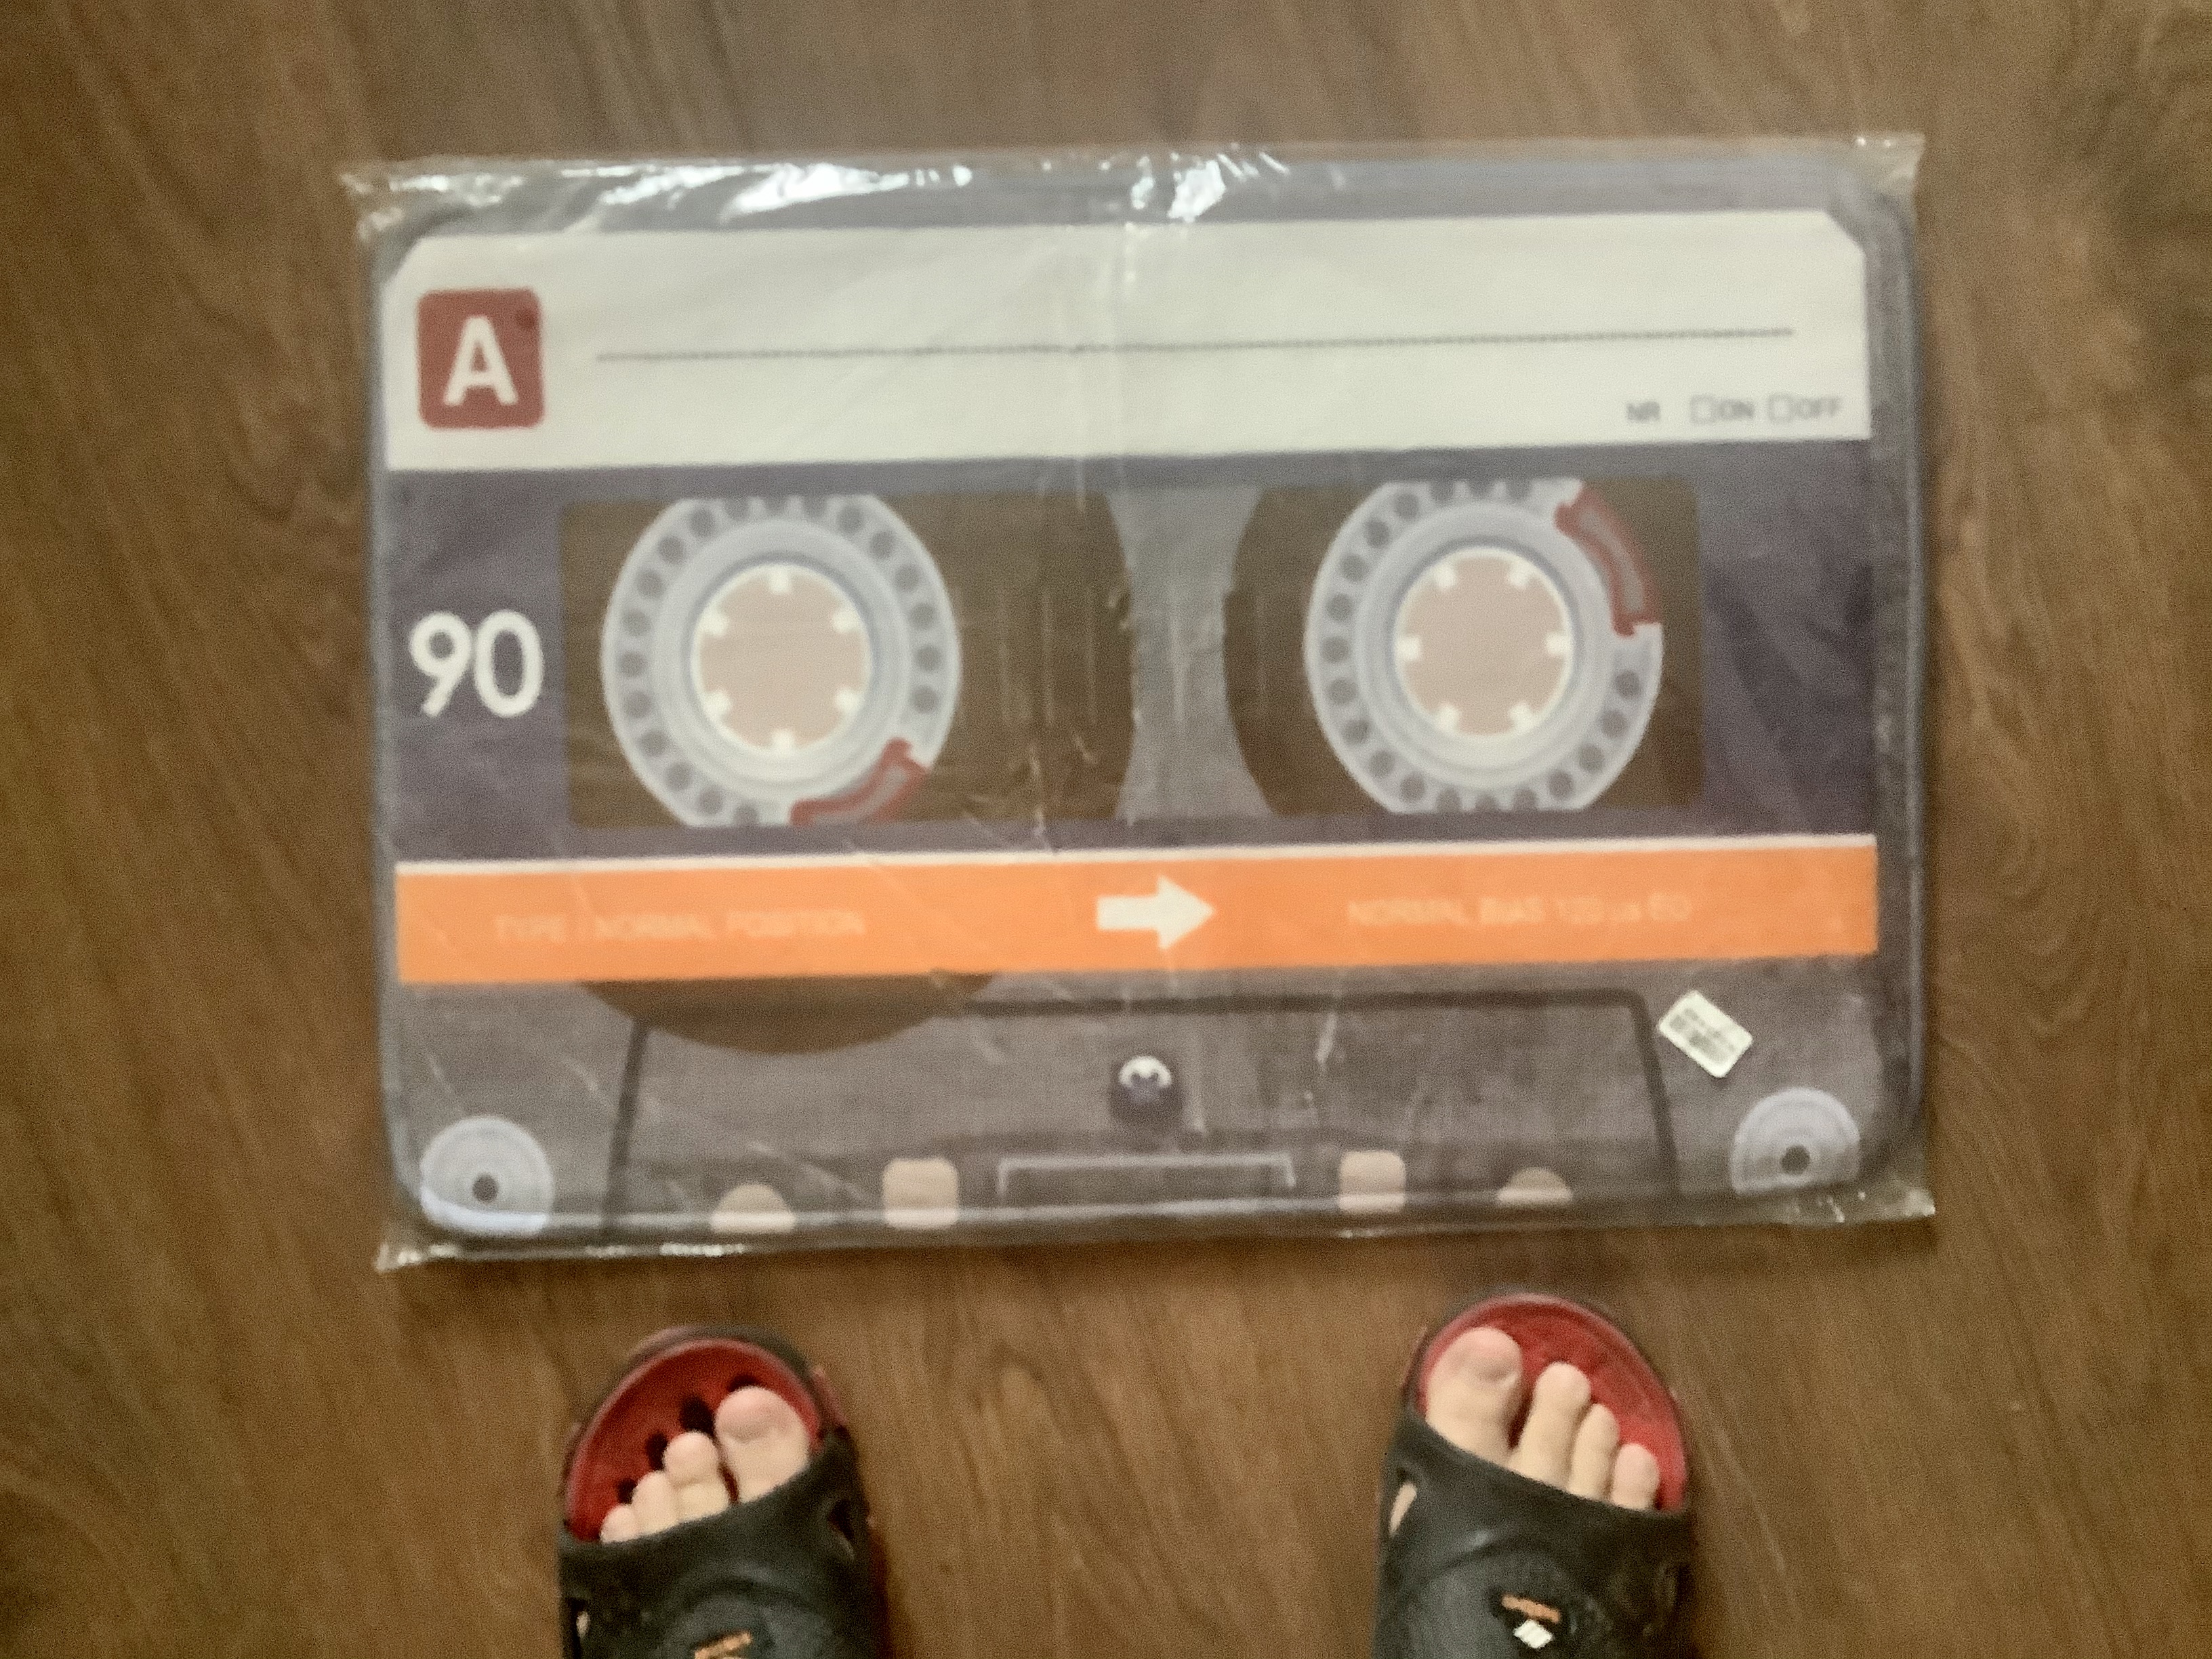 A
NR ☐ON ☐OFF
90
TYPE I NORMAL POSITION
NORMAL BIAS 120 µs EQ